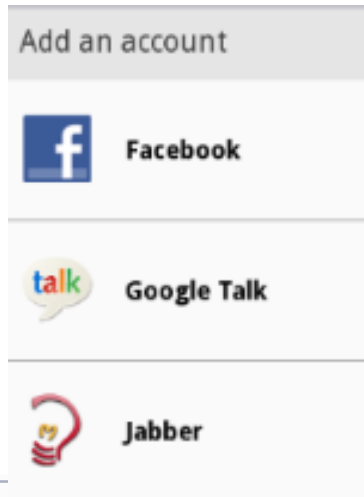 Add an account
f
Facebook
talk
Google Talk
Jabber